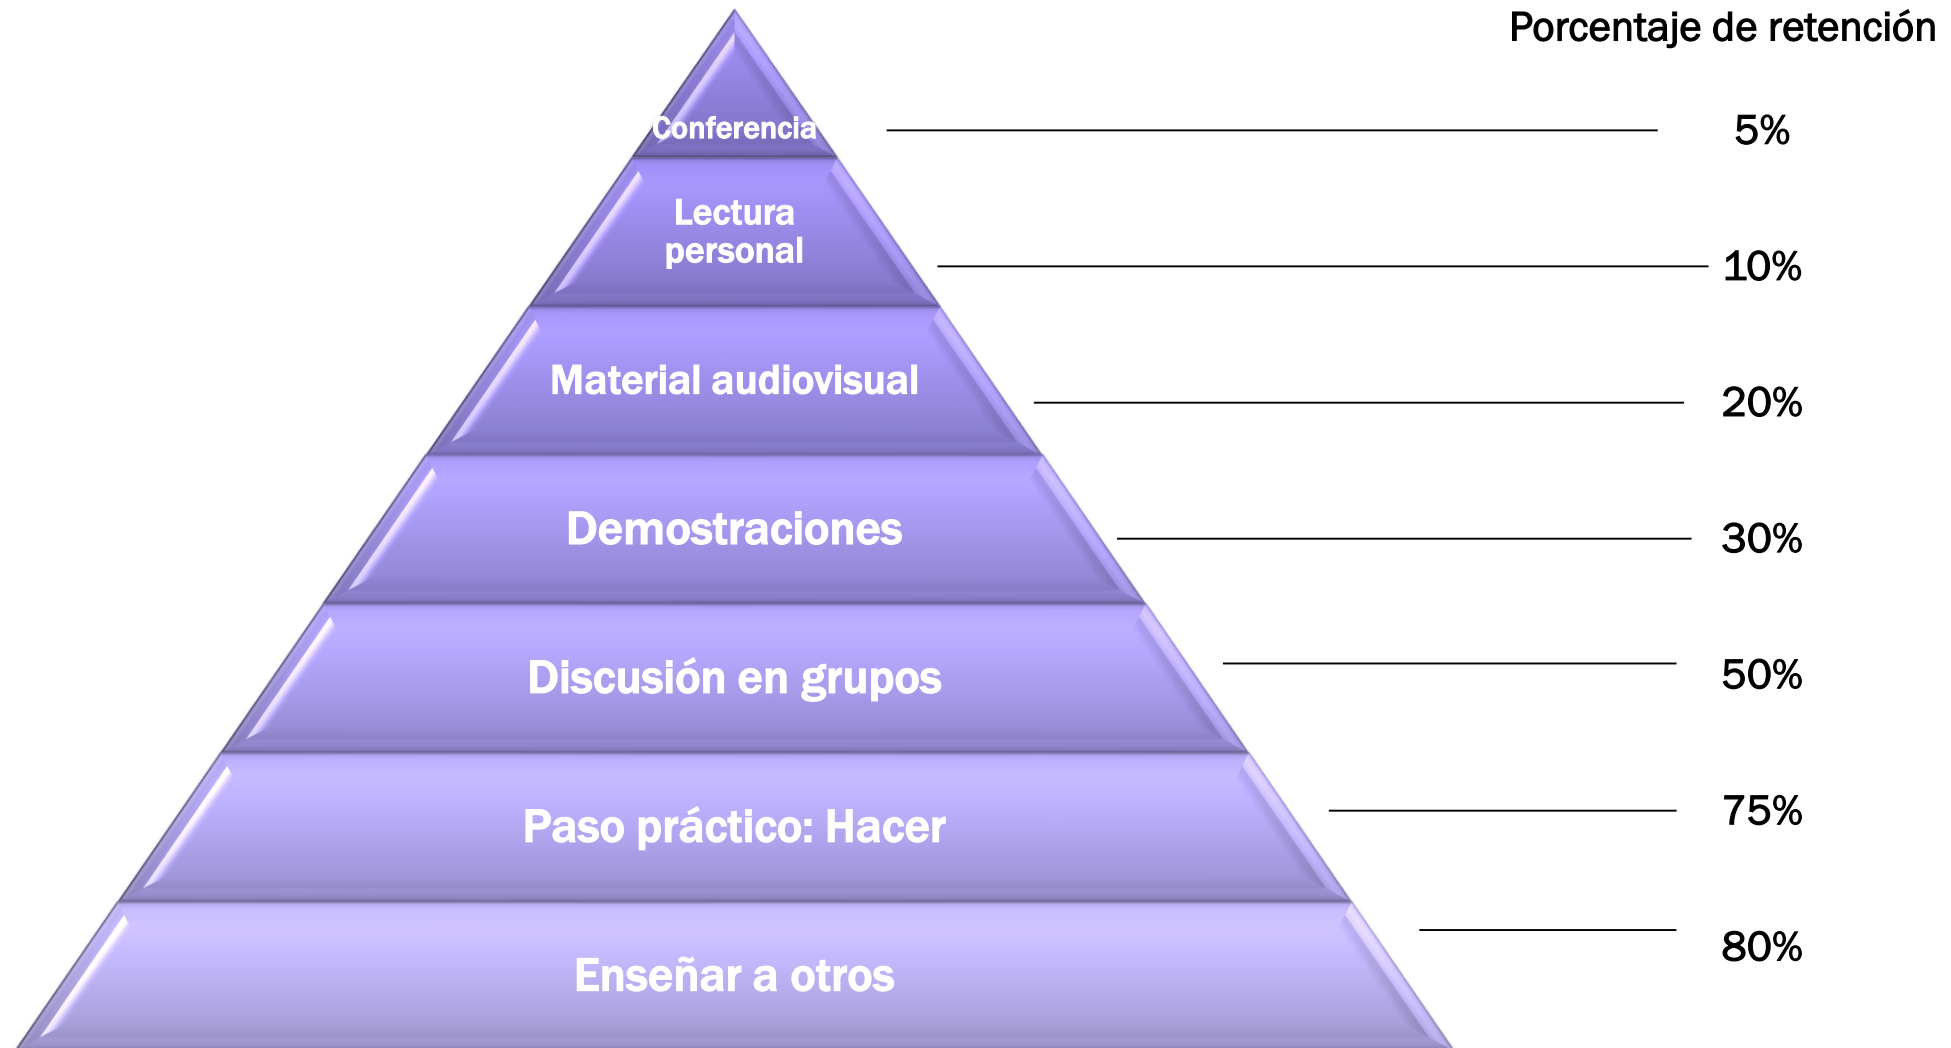 Porcentaje de retención
Conferencia
5%
Lectura
personal
10%
Material audiovisual
20%
Demostraciones
30%
Discusión en grupos
50%
Paso práctico: Hacer
75%
Enseñar a otros
80%